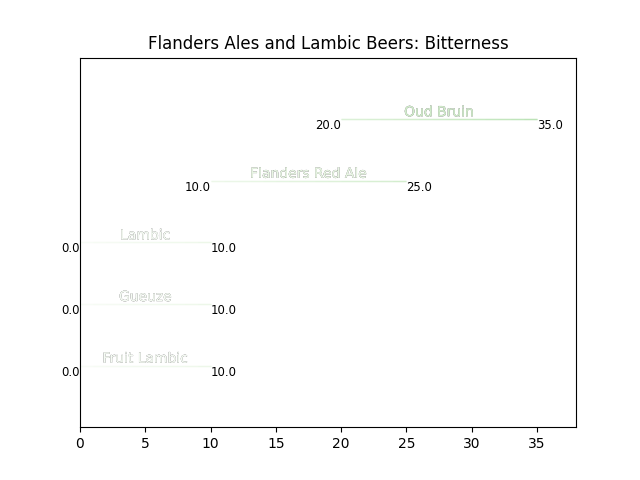 Flanders Ales and Lambic Beers: Bitterness
Oud Bruin
20.0 35.0
Flanders Red Ale
10.0 25.0
Lambic
0.0 10.0
Gueuze
0.0 10.0
Fruit Lambic
0.0 10.0
0 5 10 15 20 25 30 35